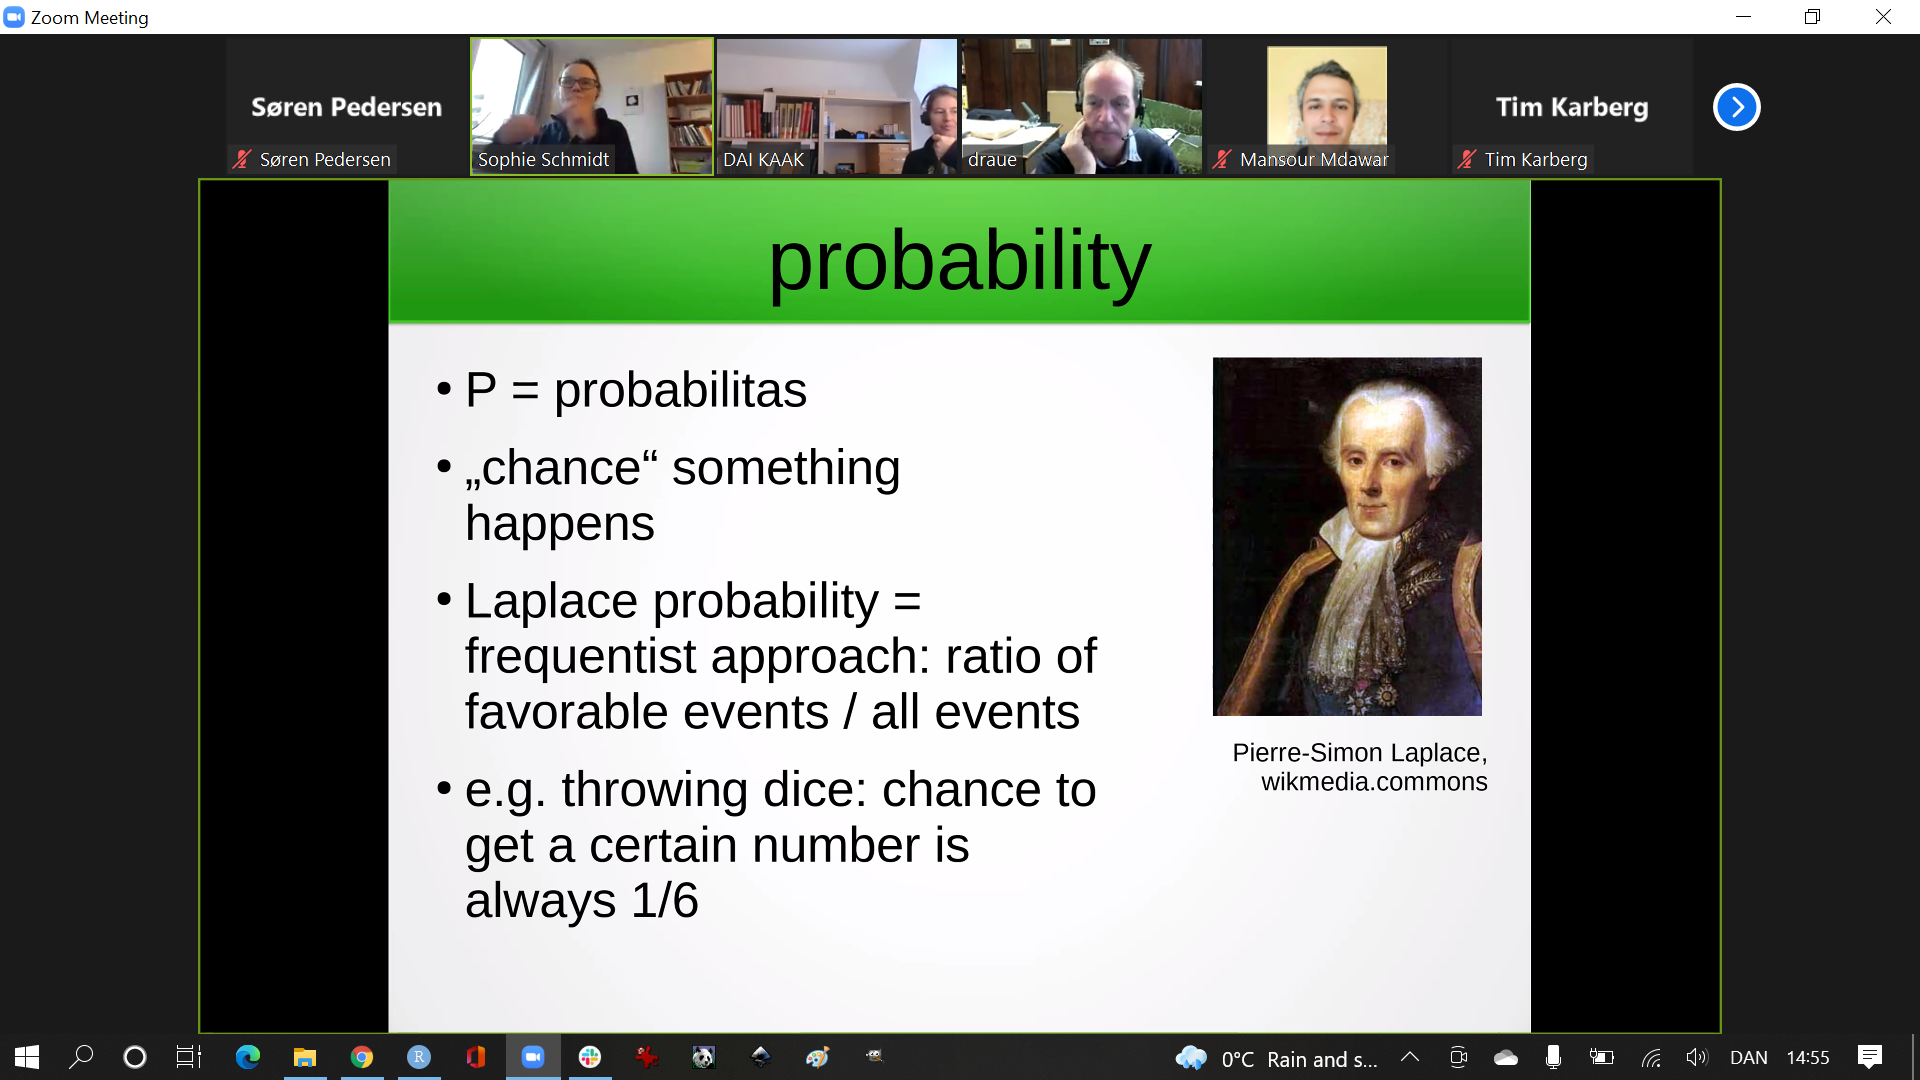 Zoom Meeting
Søren Pedersen
Tim Karberg
Søren Pedersen
Sophie Schmidt
DAI KAAK
draue
Mansour Mdawar
Tim Karberg
probability
• P = probabilitas
• „chance“ something
happens
• Laplace probability =
frequentist approach: ratio of
favorable events / all events
• e.g. throwing dice: chance to
get a certain number is
always 1/6
Pierre-Simon Laplace,
wikmedia.commons
R
0°C Rain and s...
DAN
14:55